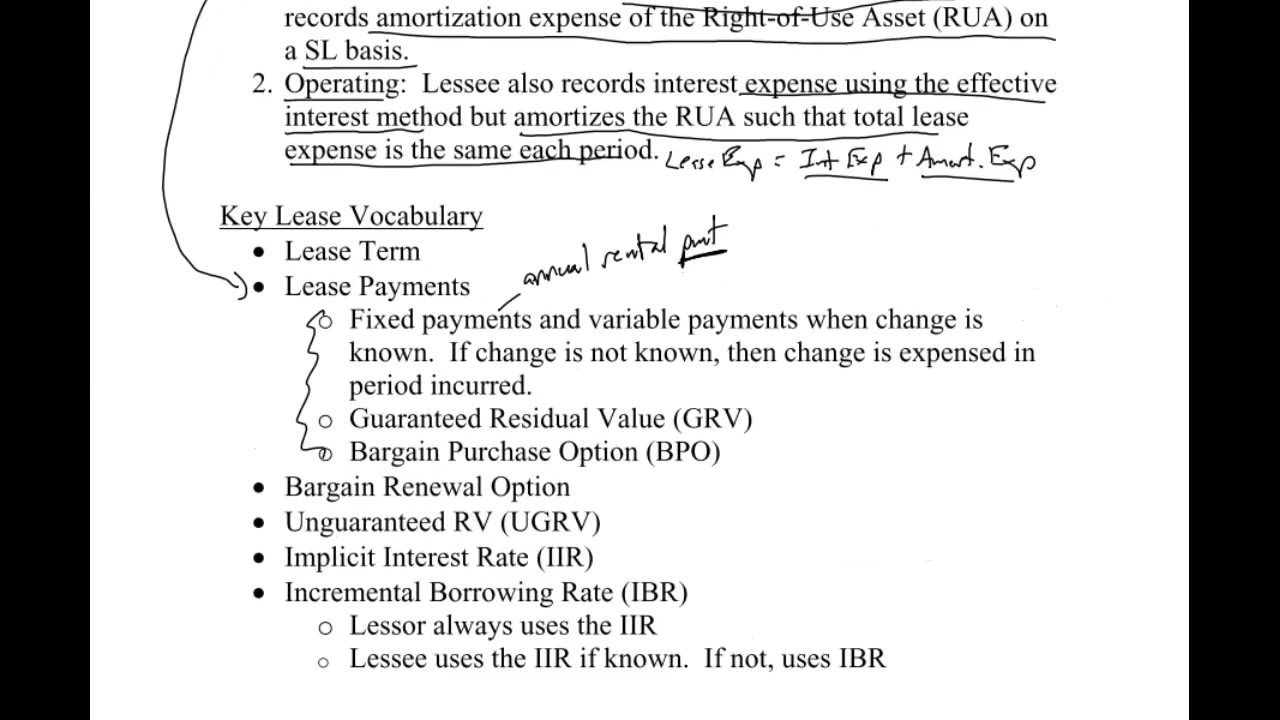 records amortization expense of the Right-of-Use Asset (RUA) on
a SL basis.
2. Operating: Lessee also records interest expense using the effective
interest method but amortizes the RUA such that total lease
expense is the same each period. Lesse Exp = Int Exp + Amort. Exp
Key Lease Vocabulary
• Lease Term
annual rental pmt
• Lease Payments
o Fixed payments and variable payments when change is
known. If change is not known, then change is expensed in
period incurred.
o Guaranteed Residual Value (GRV)
o Bargain Purchase Option (BPO)
• Bargain Renewal Option
• Unguaranteed RV (UGRV)
• Implicit Interest Rate (IIR)
• Incremental Borrowing Rate (IBR)
o Lessor always uses the IIR
o Lessee uses the IIR if known. If not, uses IBR